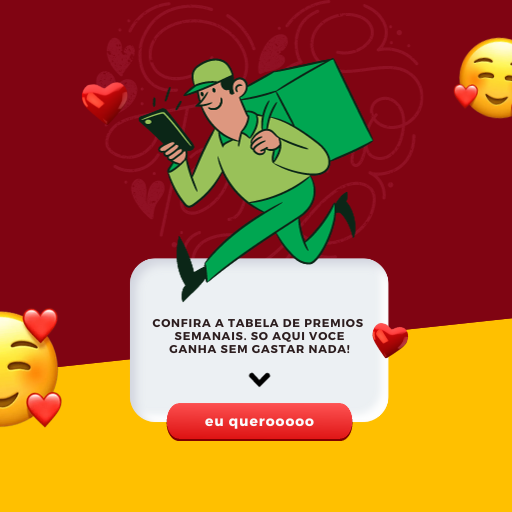 CONFIRA A TABELA DE PREMIOS
SEMANAIS. SO AQUI VOCE
GANHA SEM GASTAR NADA!
eu querooooo